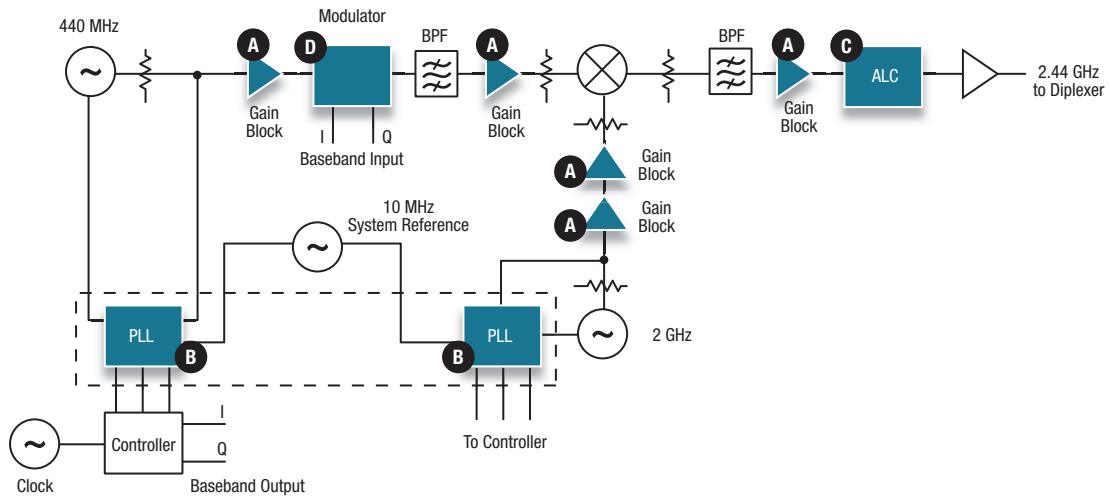 440 MHz
~
A
Gain
Block
Modulator
D
I
Q
Baseband Input
BPF
A
Gain
Block
BPF
A
Gain
Block
C
ALC
2.44 GHz
to Diplexer
A
Gain
Block
A
Gain
Block
10 MHz
System Reference
~
PLL
B
PLL
B
~
2 GHz
To Controller
Controller
I
Q
~
Clock
Baseband Output